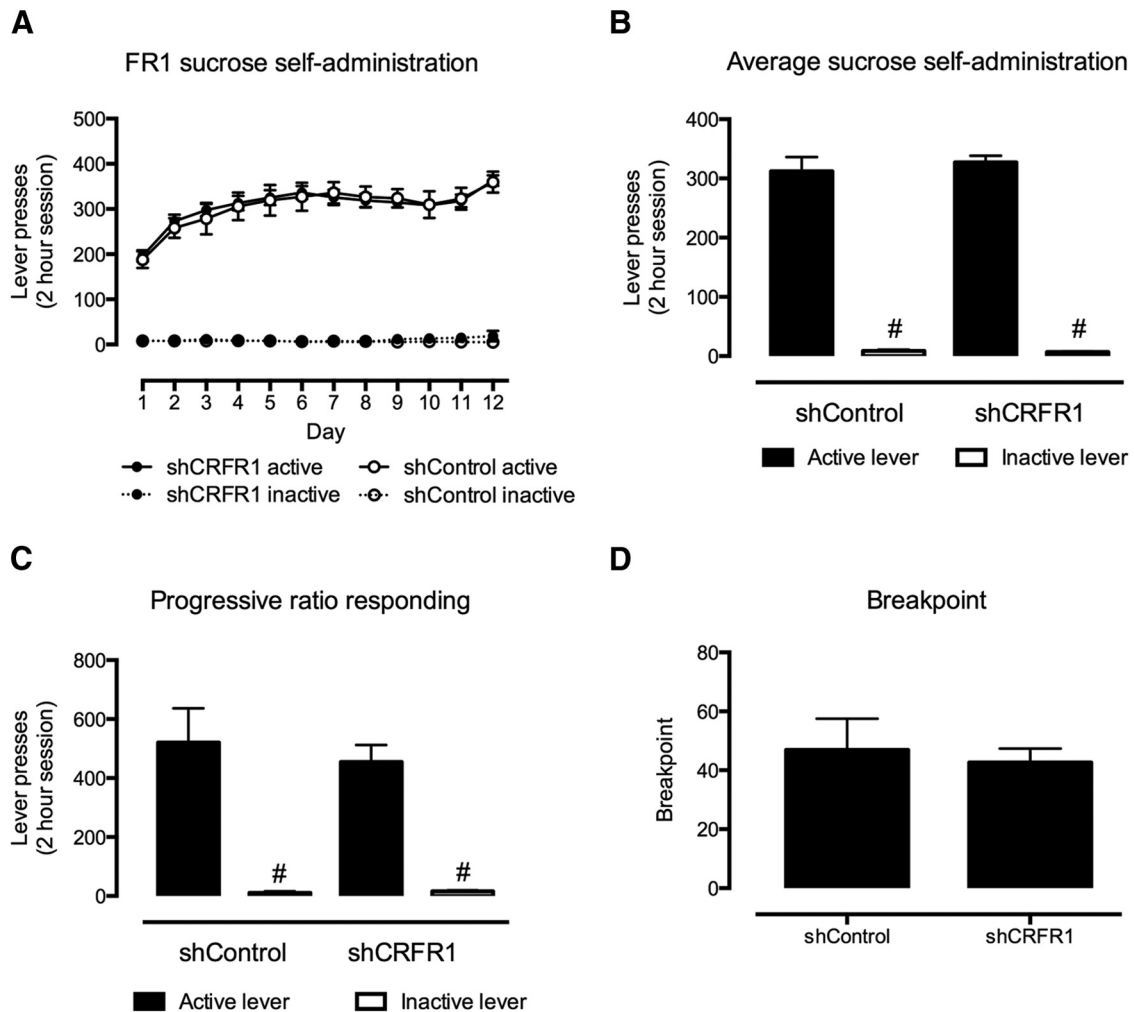 A
FR1 sucrose self-administration
Lever presses
(2 hour session)
500
400
300
200
100
0
1 2 3 4 5 6 7 8 9 10 11 12
Day
shCRFR1 active
shControl active
shCRFR1 inactive
shControl inactive
B
Average sucrose self-administration
Lever presses
(2 hour session)
400
300
200
100
0
# #
shControl shCRFR1
Active lever Inactive lever
C
Progressive ratio responding
Lever presses
(2 hour session)
800
600
400
200
0
# #
shControl shCRFR1
Active lever Inactive lever
D
Breakpoint
Breakpoint
80
60
40
20
0
shControl shCRFR1